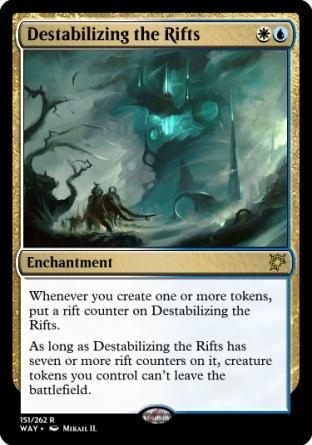 Destabilizing the Rifts
Enchantment
Whenever you create one or more tokens,
put a rift counter on Destabilizing the
Rifts.
As long as Destabilizing the Rifts has
seven or more rift counters on it, creature
tokens you control can't leave the
battlefield.
151/262 R
WAY • Mikail IL